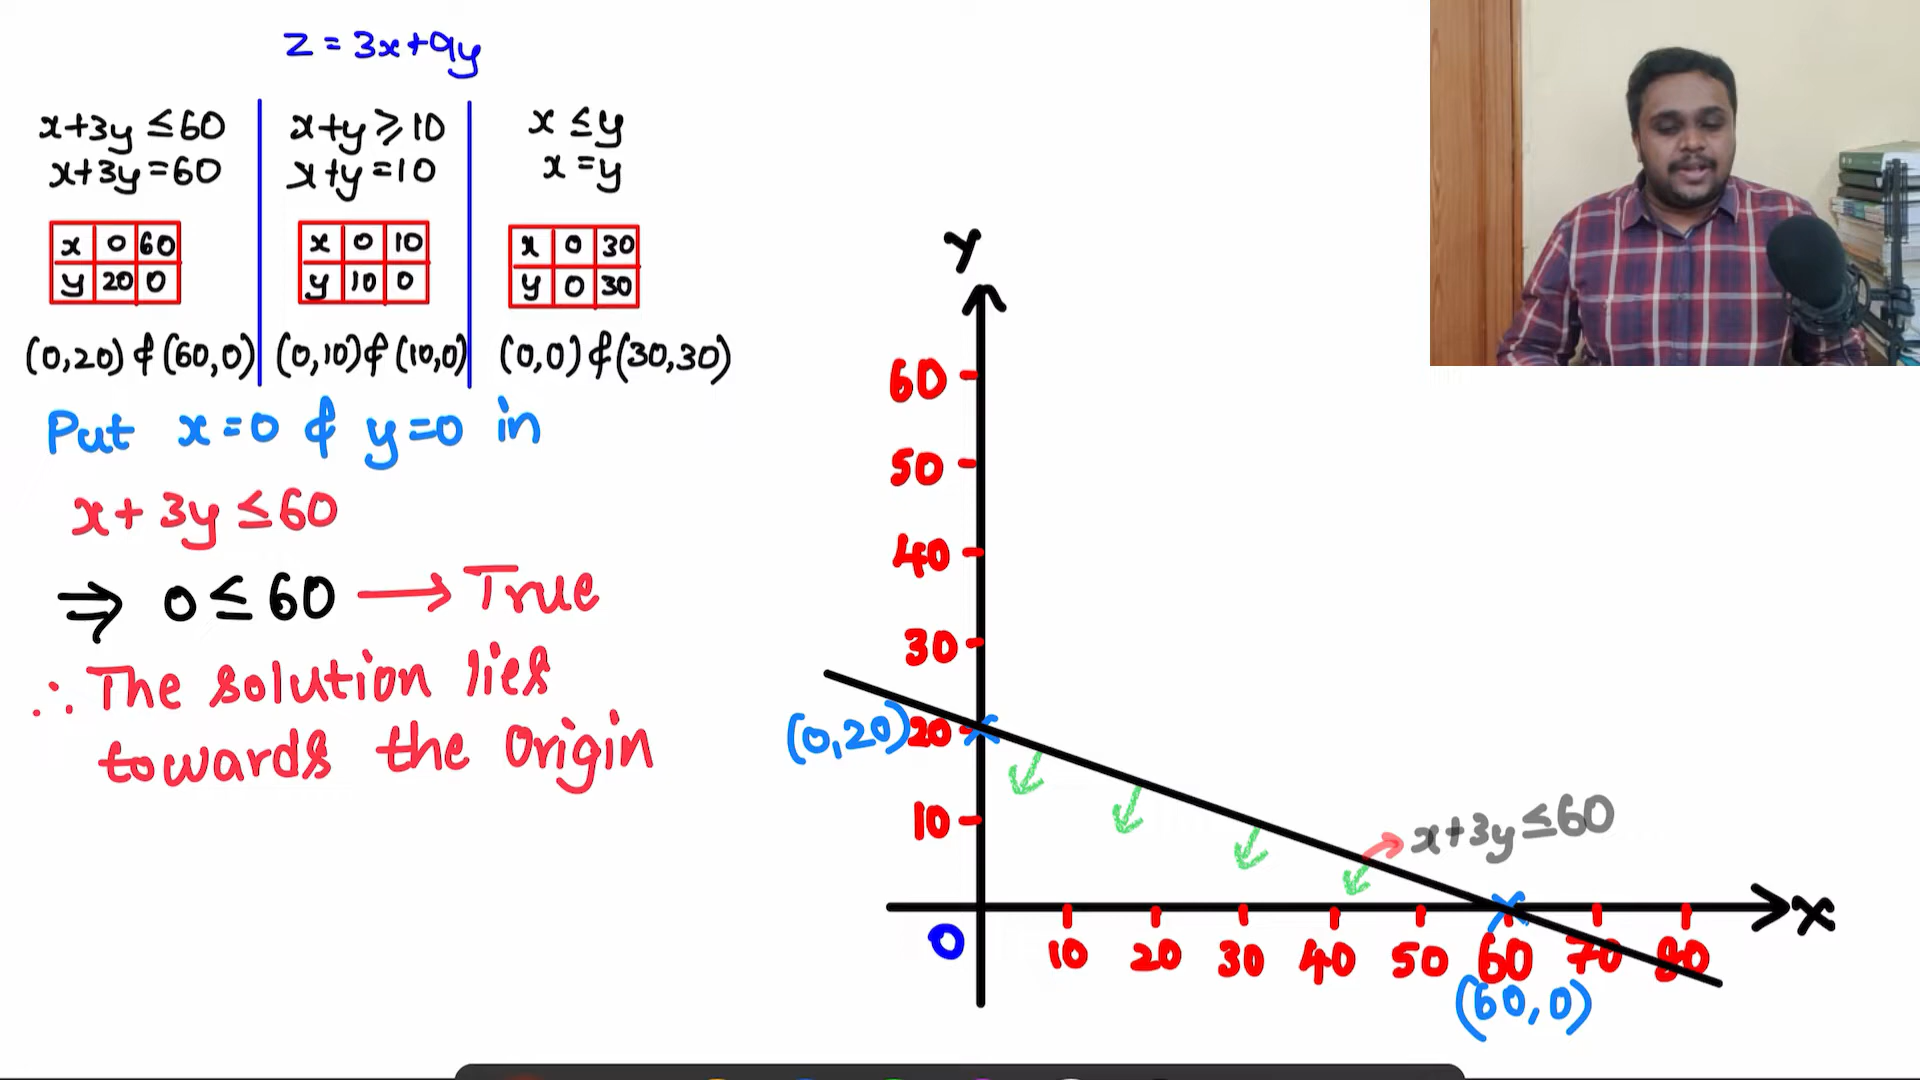 z = 3x+9y
x+3y ≤ 60
x+3y = 60
x 0 60
y 20 0
(0,20) & (60,0)
x+y ≥ 10
x+y = 10
x 0 10
y 10 0
(0,10) & (10,0)
x ≤ y
x = y
x 0 30
y 0 30
(0,0) & (30,30)
Put x=0 & y=0 in
x+3y ≤ 60
⇒ 0 ≤ 60 → True
∴ The solution lies
towards the origin
Y
60
50
40
30
(0,20) 20
10
x+3y ≤ 60
X
0 10 20 30 40 50 60 70 80
(60,0)